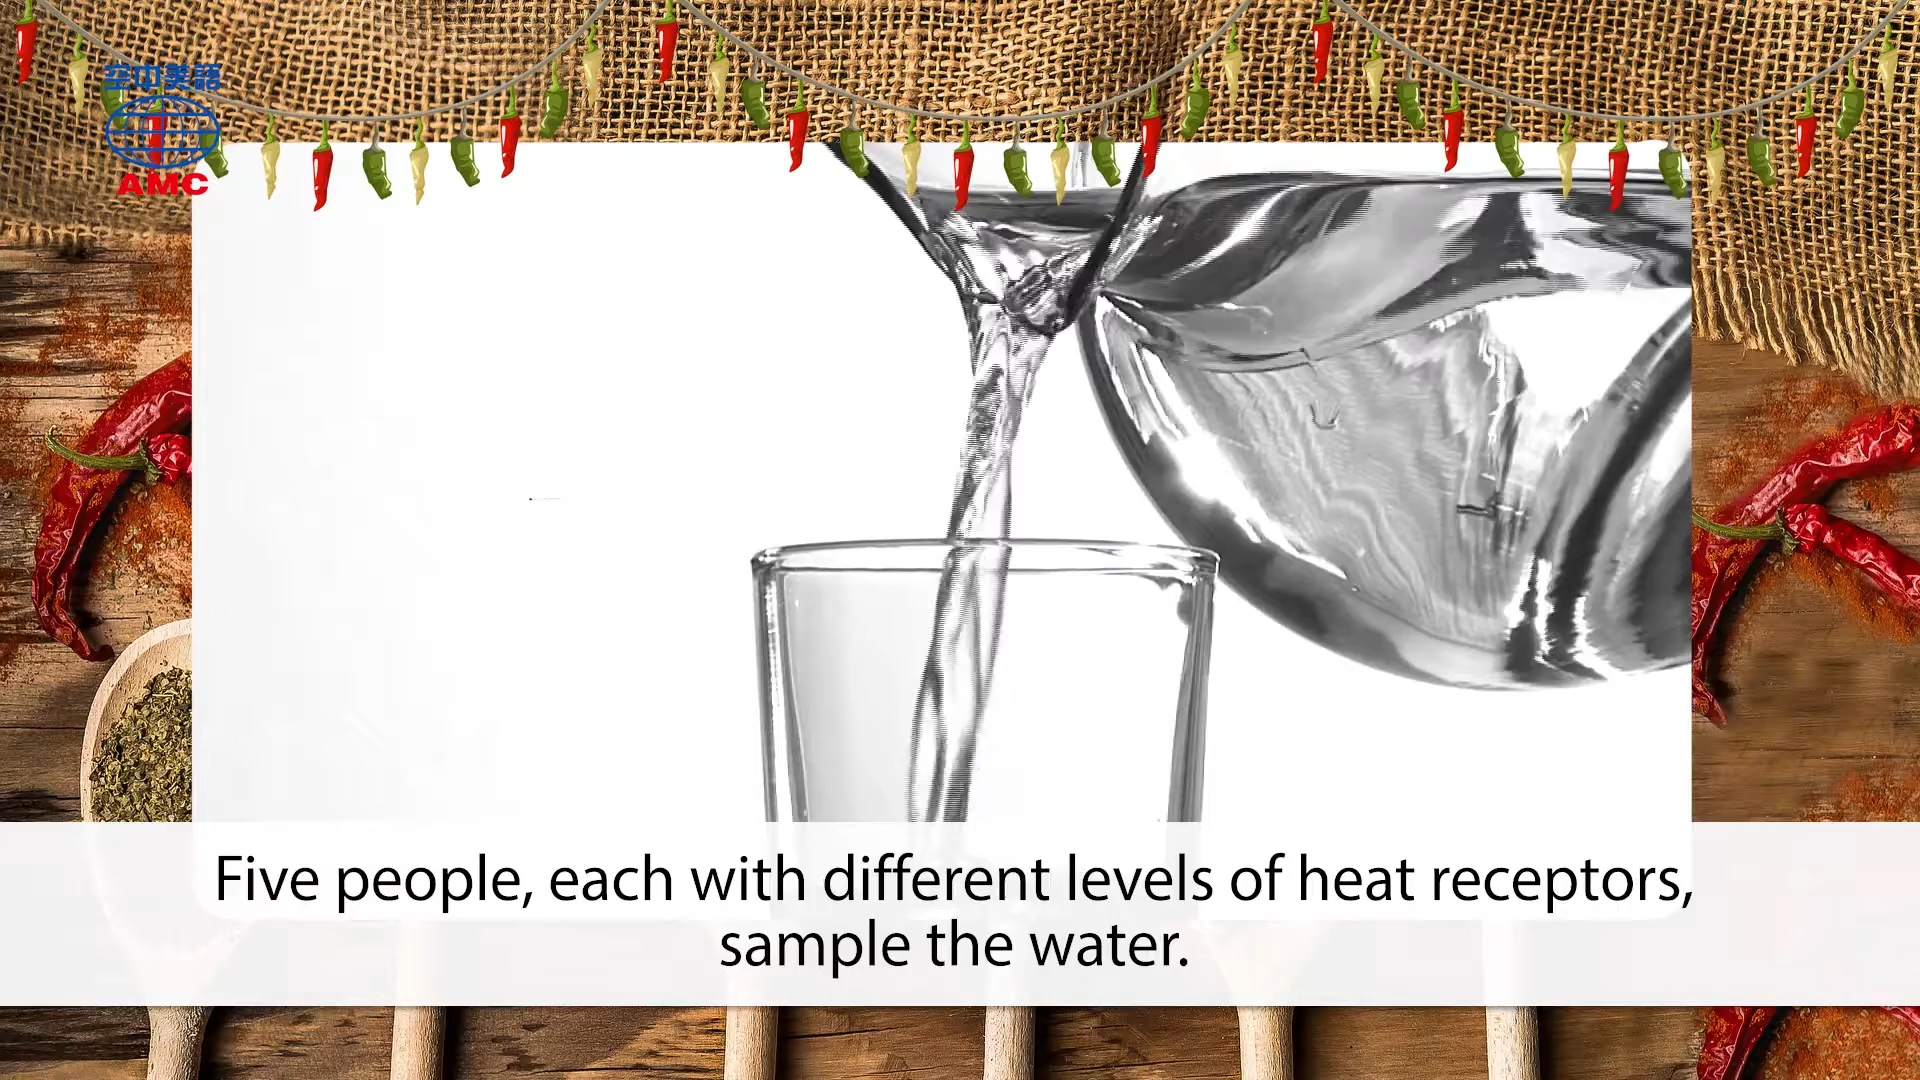 空中美語
AMC
Five people, each with different levels of heat receptors,
sample the water.